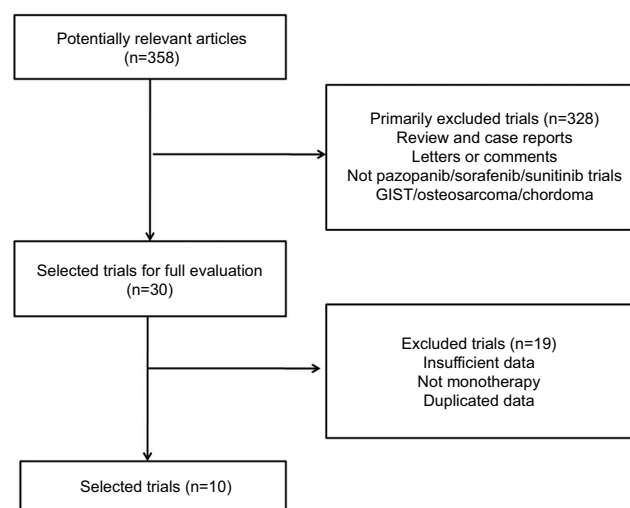 Potentially relevant articles
(n=358)
Primarily excluded trials (n=328)
Review and case reports
Letters or comments
Not pazopanib/sorafenib/sunitinib trials
GIST/osteosarcoma/chordoma
Selected trials for full evaluation
(n=30)
Excluded trials (n=19)
Insufficient data
Not monotherapy
Duplicated data
Selected trials (n=10)